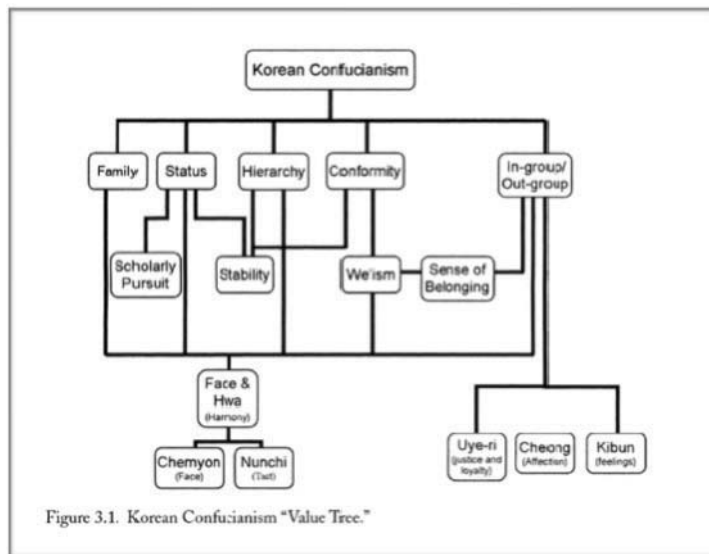 Korean Confucianism
Family
Status
Hierarchy
Conformity
In-group/
Out-group
Scholarly
Pursuit
Stability
We'ism
Sense of
Belonging
Face &
Hwa
(Harmony)
Chemyon
(Face)
Nunchi
(Tact)
Uye-ri
(justice and
loyalty)
Cheong
(Affection)
Kibun
(feelings)
Figure 3.1. Korean Confucianism "Value Tree."